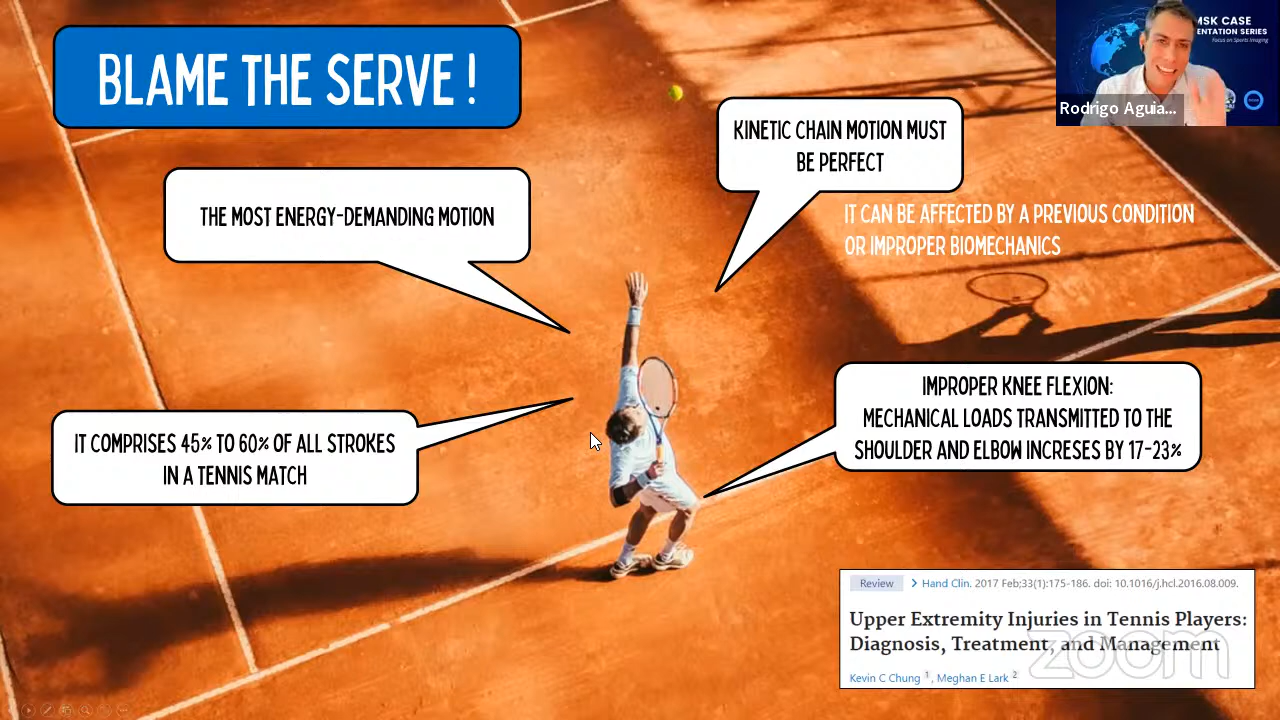 BLAME THE SERVE !
MSK CASE
ENTATION SERIES
Focus on Sports Imaging
Rodrigo Aguia...
KINETIC CHAIN MOTION MUST
BE PERFECT
THE MOST ENERGY-DEMANDING MOTION
IT CAN BE AFFECTED BY A PREVIOUS CONDITION
OR IMPROPER BIOMECHANICS
IMPROPER KNEE FLEXION:
MECHANICAL LOADS TRANSMITTED TO THE
SHOULDER AND ELBOW INCRESES BY 17-23%
IT COMPRISES 45% TO 60% OF ALL STROKES
IN A TENNIS MATCH
Review > Hand Clin. 2017 Feb;33(1):175-186. doi: 10.1016/j.hcl.2016.08.009.
Upper Extremity Injuries in Tennis Players:
Diagnosis, Treatment, and Management
Kevin C Chung 1, Meghan E Lark 2
zoom